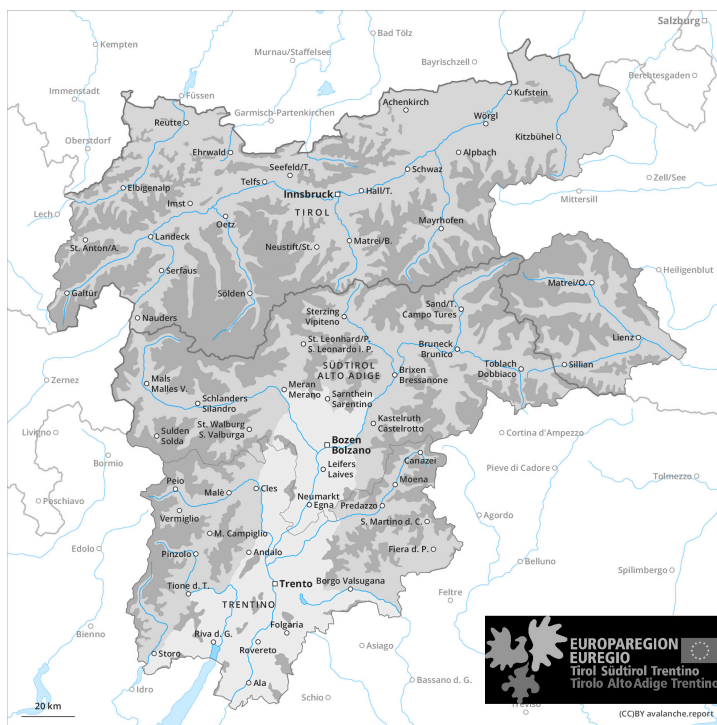 Salzburg
Kempten
Bad Tölz
Murnau/Staffelsee
Bayrischzell
Berchtesgaden
Immenstadt
Füssen
Achenkirch
Kufstein
Garmisch-Partenkirchen
Reutte
Wörgl
Oberstdorf
Kitzbühel
Ehrwald
Alpbach
Seefeld/T.
Schwaz
Telfs
Zell/See
Elbigenalp
Innsbruck
Hall/T.
Mittersill
Imst
TIROL
Lech
Oetz
Mayrhofen
St. Anton/A.
Landeck
Neustift/St.
Matrei/B.
Serfaus
Heiligenblut
Galtür
Sölden
Matrei/O.
Nauders
Sand/T.
Campo Tures
Sterzing
Vipiteno
St. Leonhard/P.
S. Leonardo i. P.
Bruneck
Brunico
Lienz
SÜDTIROL
ALTO ADIGE
Toblach
Dobbiaco
Sillian
Zernez
Mals
Malles V.
Meran
Merano
Brixen
Bressanone
Sarnthein
Sarentino
Schlanders
Silandro
St. Walburg
S. Valburga
Kastelruth
Castelrotto
Livigno
Sulden
Solda
Bozen
Bolzano
Cortina d'Ampezzo
Bormio
Leifers
Laives
Canazei
Pieve di Cadore
Tolmezzo
Peio
Malè
Cles
Moena
Poschiavo
Neumarkt
Egna
Predazzo
Vermiglio
S. Martino d. C.
Agordo
M. Campiglio
Edolo
Pinzolo
Andalo
Fiera d. P.
Belluno
Spilimbergo
Tione d. T.
Trento
Borgo Valsugana
Feltre
TRENTINO
Bienno
Riva d. G.
Folgaria
Rovereto
Asiago
Storo
Idro
Ala
Schio
Bassano d. G.
Treviso
20 km
EUROPAREGION
EUREGIO
Tirol Südtirol Trentino
Tirolo AltoAdige Trentino
(CC)BY avalanche.report